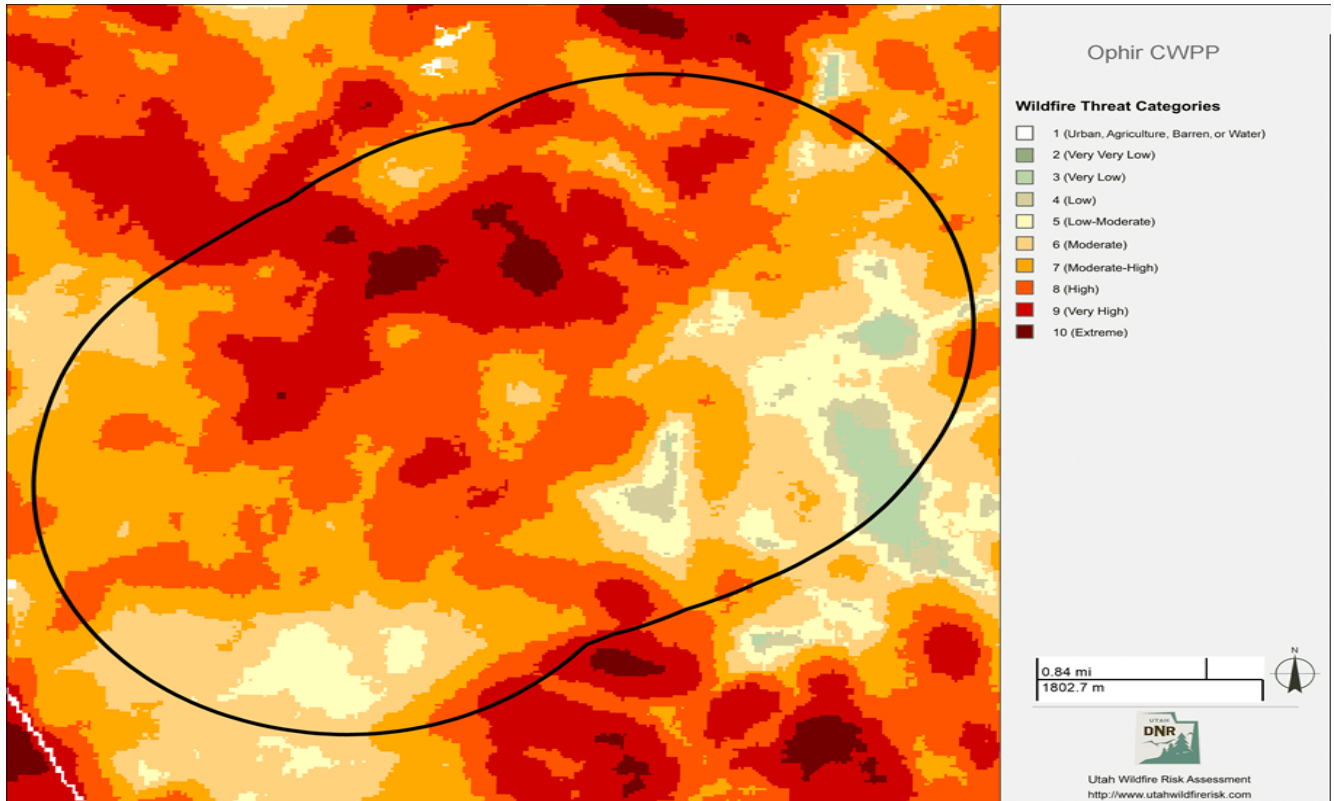 Ophir CWPP
Wildfire Threat Categories
1 (Urban, Agriculture, Barren, or Water)
2 (Very Very Low)
3 (Very Low)
4 (Low)
5 (Low-Moderate)
6 (Moderate)
7 (Moderate-High)
8 (High)
9 (Very High)
10 (Extreme)
0.84 mi
1802.7 m
N
UTAH
DNR
Utah Wildfire Risk Assessment
http://www.utahwildfirerisk.com